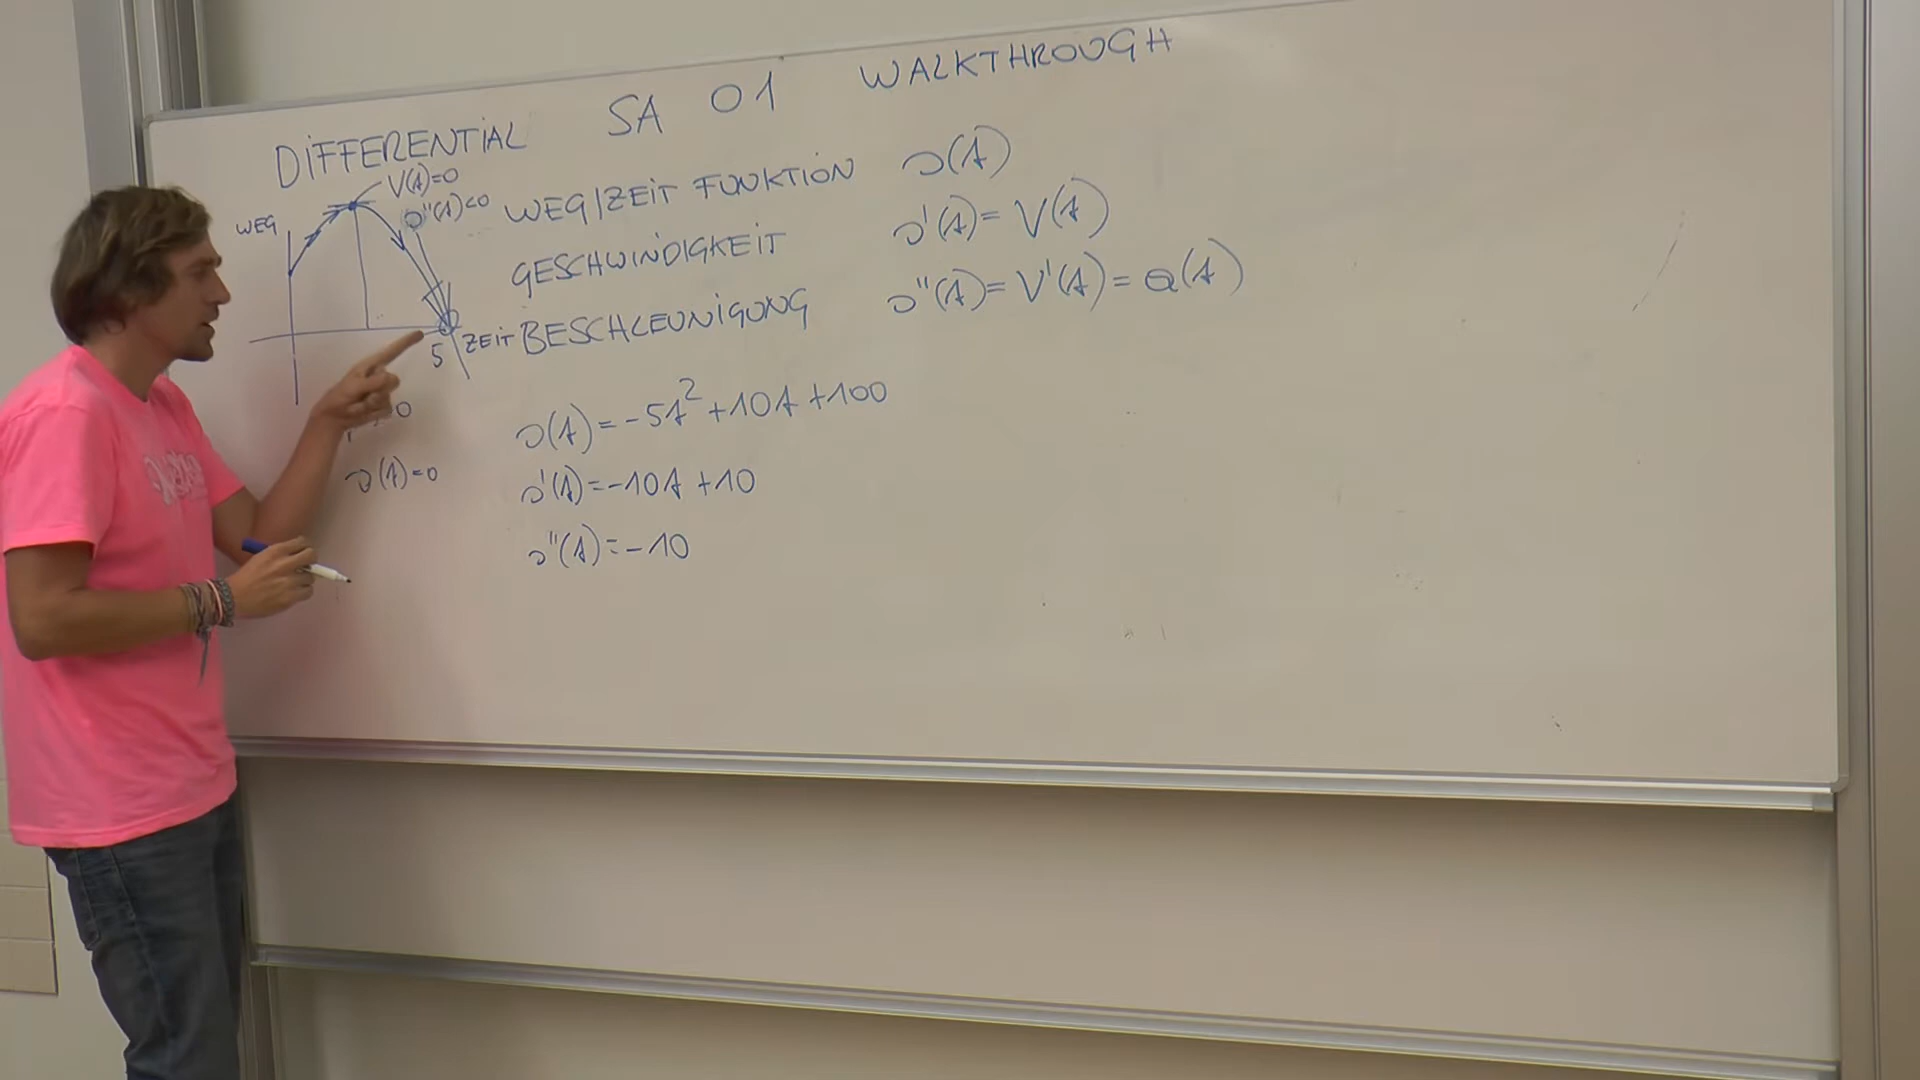 SA 01 WALKTHROUGH
DIFFERENTIAL
V(t)=0
s''(t)<0
WEG
ZEIT
5
s(t)=0
WEG/ZEIT FUNKTION s(t)
GESCHWINDIGKEIT s'(t)=V(t)
BESCHLEUNIGUNG s''(t)=V'(t)=a(t)
s(t)=-5t²+10t+100
s'(t)=-10t+10
s''(t)=-10